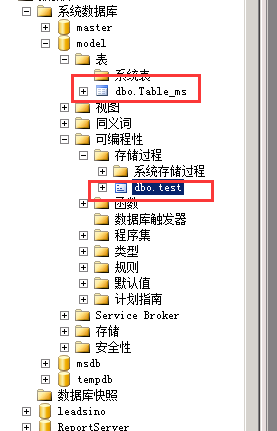 系统数据库
master
model
表
系统表
dbo.Table_ms
视图
同义词
可编程性
存储过程
系统存储过程
dbo.test
函数
数据库触发器
程序集
类型
规则
默认值
计划指南
Service Broker
存储
安全性
msdb
tempdb
数据库快照
leadsino
ReportServer